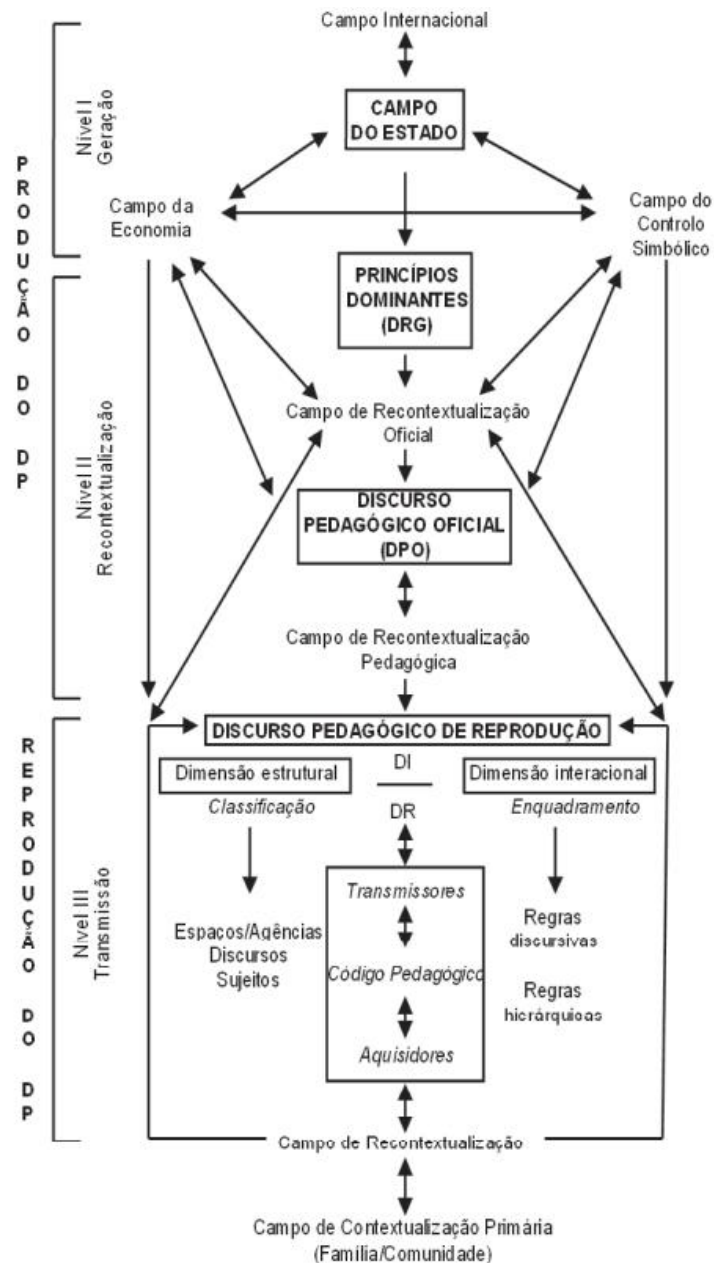 Campo Internacional
CAMPO
DO ESTADO
Nível I
Geração
Campo da
Economia
Campo do
Controlo
Simbólico
PRODUÇÃO DO DP
PRINCÍPIOS
DOMINANTES
(DRG)
Nível II
Recontextualização
Campo de Recontextualização
Oficial
DISCURSO
PEDAGÓGICO OFICIAL
(DPO)
Campo de Recontextualização
Pedagógica
DISCURSO PEDAGÓGICO DE REPRODUÇÃO
REPRODUÇÃO DO DP
Nível III
Transmissão
Dimensão estrutural
Classificação
DI
DR
Dimensão interacional
Enquadramento
Espaços/Agências
Discursos
Sujeitos
Transmissores
Código Pedagógico
Aquisidores
Regras
discursivas
Regras
hierárquicas
Campo de Recontextualização
Campo de Contextualização Primária
(Família/Comunidade)